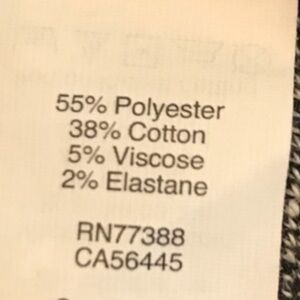 55% Polyester
38% Cotton
5% Viscose
2% Elastane
RN77388
CA56445